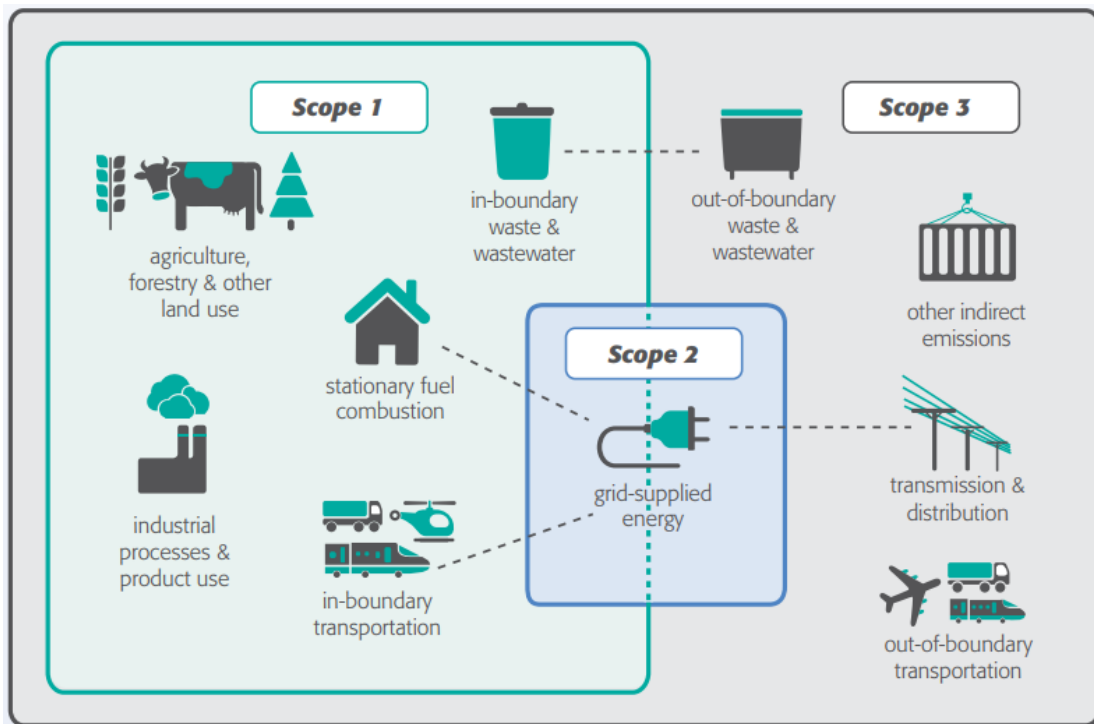 Scope 1
Scope 3
in-boundary
waste &
wastewater
out-of-boundary
waste &
wastewater
agriculture,
forestry & other
land use
other indirect
emissions
Scope 2
stationary fuel
combustion
grid-supplied
energy
transmission &
distribution
industrial
processes &
product use
in-boundary
transportation
out-of-boundary
transportation